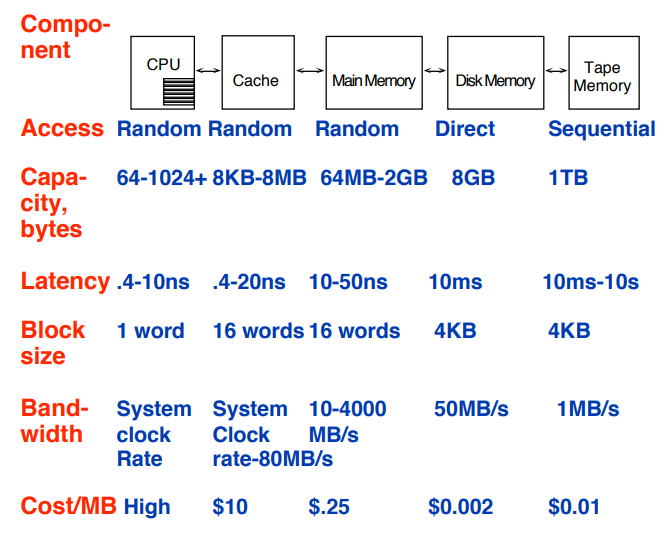 Compo-
nent
CPU
Cache
Main Memory
Disk Memory
Tape
Memory
Access Random Random Random Direct Sequential
Capa-
city,
bytes
64-1024+ 8KB-8MB 64MB-2GB 8GB 1TB
Latency .4-10ns .4-20ns 10-50ns 10ms 10ms-10s
Block
size
1 word 16 words 16 words 4KB 4KB
Band-
width
System
clock
Rate
System
Clock
rate-80MB/s
10-4000
MB/s
50MB/s
1MB/s
Cost/MB High $10 $.25 $0.002 $0.01